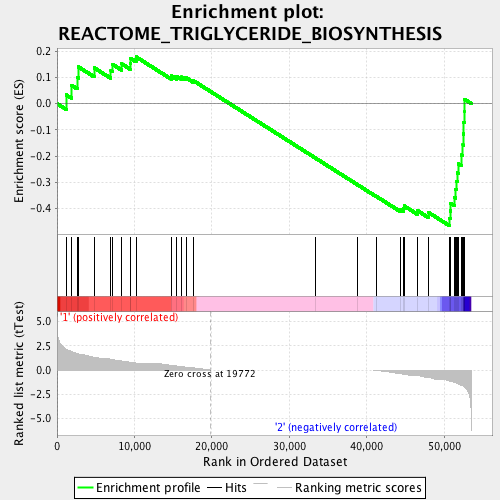 Enrichment plot:
REACTOME_TRIGLYCERIDE_BIOSYNTHESIS
Enrichment score (ES)
0.2
0.1
0.0
-0.1
-0.2
-0.3
-0.4
'1' (positively correlated)
Ranked list metric (tTest)
5.0
2.5
0.0
-2.5
-5.0
Zero cross at 19772
'2' (negatively correlated)
0 10,000 20,000 30,000 40,000 50,000
Rank in Ordered Dataset
Enrichment profile Hits Ranking metric scores